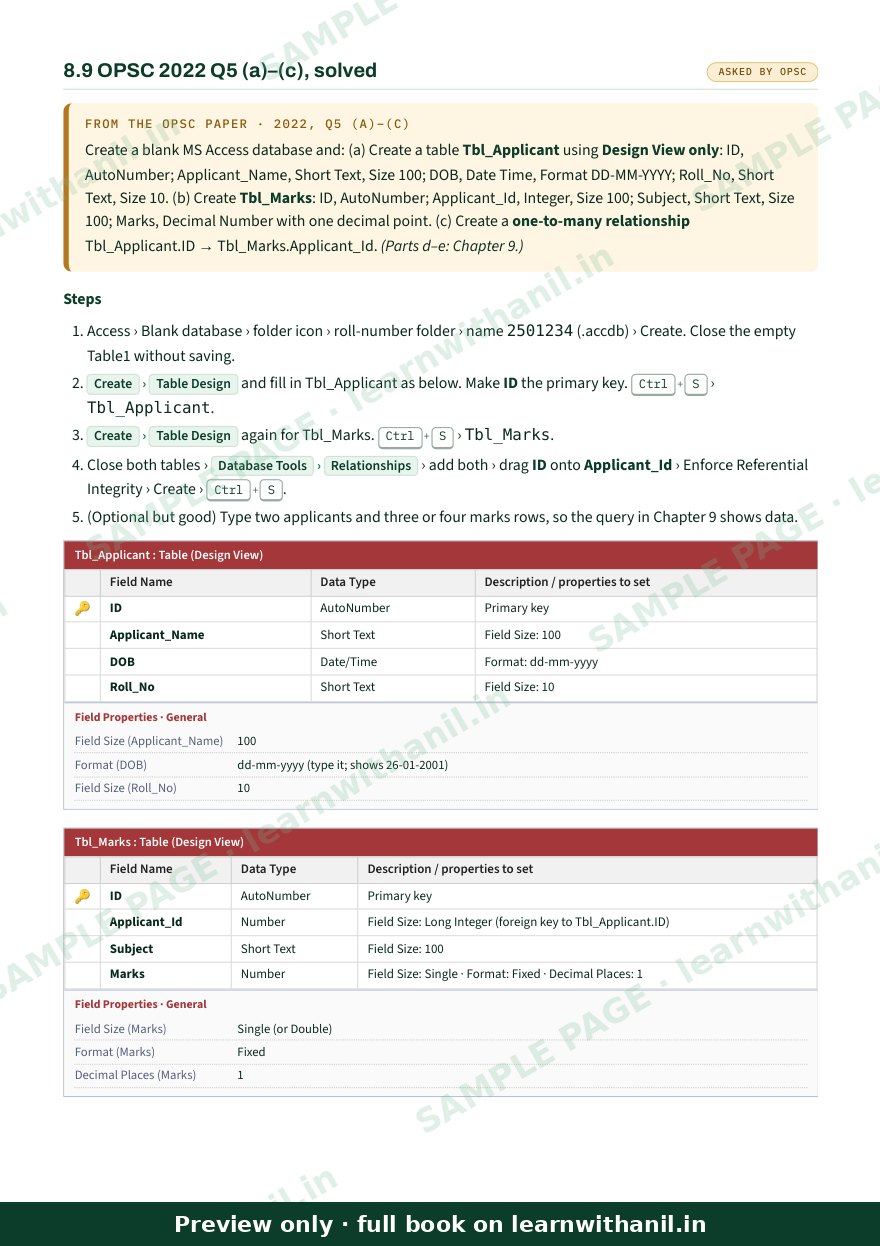 8.9 OPSC 2022 Q5 (a)–(c), solved
ASKED BY OPSC
FROM THE OPSC PAPER · 2022, Q5 (A)–(C)
Create a blank MS Access database and: (a) Create a table Tbl_Applicant using Design View only: ID,
AutoNumber; Applicant_Name, Short Text, Size 100; DOB, Date Time, Format DD-MM-YYYY; Roll_No, Short
Text, Size 10. (b) Create Tbl_Marks: ID, AutoNumber; Applicant_Id, Integer, Size 100; Subject, Short Text, Size
100; Marks, Decimal Number with one decimal point. (c) Create a one-to-many relationship
Tbl_Applicant.ID → Tbl_Marks.Applicant_Id. (Parts d–e: Chapter 9.)
Steps
1. Access › Blank database › folder icon › roll-number folder › name 2501234 (.accdb) › Create. Close the empty
Table1 without saving.
2. Create › Table Design and fill in Tbl_Applicant as below. Make ID the primary key. Ctrl + S ›
Tbl_Applicant.
3. Create › Table Design again for Tbl_Marks. Ctrl + S › Tbl_Marks.
4. Close both tables › Database Tools › Relationships › add both › drag ID onto Applicant_Id › Enforce Referential
Integrity › Create › Ctrl + S.
5. (Optional but good) Type two applicants and three or four marks rows, so the query in Chapter 9 shows data.
Tbl_Applicant : Table (Design View)
Field Name Data Type Description / properties to set
🔑 ID AutoNumber Primary key
Applicant_Name Short Text Field Size: 100
DOB Date/Time Format: dd-mm-yyyy
Roll_No Short Text Field Size: 10
Field Properties · General
Field Size (Applicant_Name) 100
Format (DOB) dd-mm-yyyy (type it; shows 26-01-2001)
Field Size (Roll_No) 10
Tbl_Marks : Table (Design View)
Field Name Data Type Description / properties to set
🔑 ID AutoNumber Primary key
Applicant_Id Number Field Size: Long Integer (foreign key to Tbl_Applicant.ID)
Subject Short Text Field Size: 100
Marks Number Field Size: Single · Format: Fixed · Decimal Places: 1
Field Properties · General
Field Size (Marks) Single (or Double)
Format (Marks) Fixed
Decimal Places (Marks) 1
SAMPLE PAGE · learnwithanil.in
Preview only · full book on learnwithanil.in